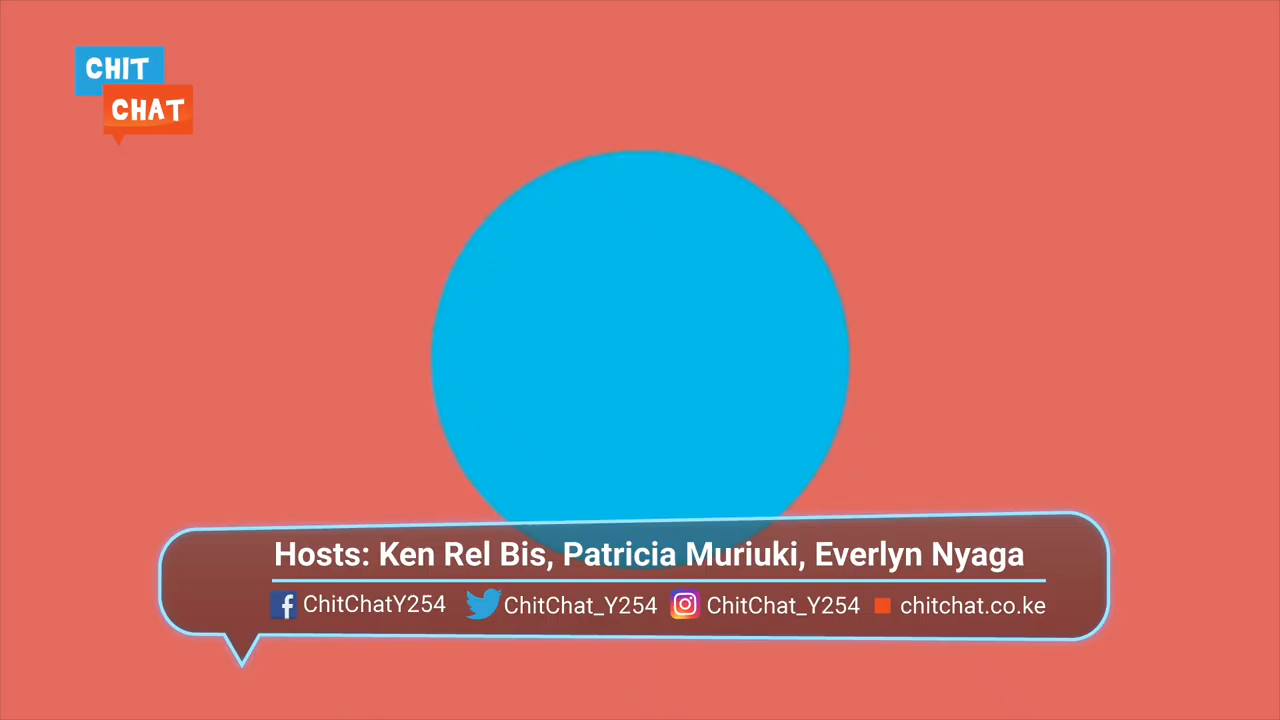 CHIT
CHAT
Hosts: Ken Rel Bis, Patricia Muriuki, Everlyn Nyaga
ChitChatY254 ChitChat_Y254 ChitChat_Y254 chitchat.co.ke